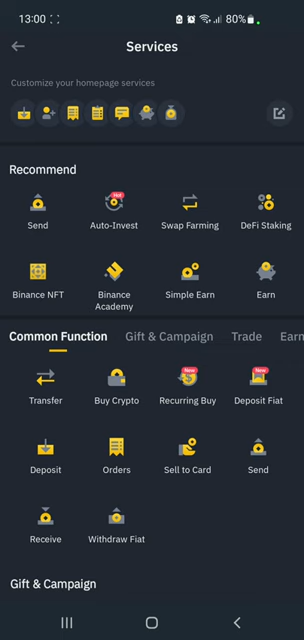 13:00 80%
Services
Customize your homepage services
Recommend
Hot
Send Auto-Invest Swap Farming DeFi Staking
Binance NFT Binance Academy Simple Earn Earn
Common Function Gift & Campaign Trade Earn
New New
Transfer Buy Crypto Recurring Buy Deposit Fiat
Deposit Orders Sell to Card Send
Receive Withdraw Fiat
Gift & Campaign